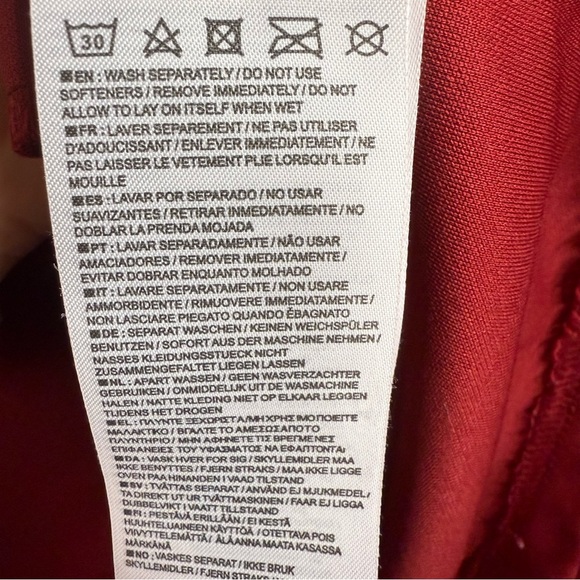 30
EN : WASH SEPARATELY / DO NOT USE
SOFTENERS / REMOVE IMMEDIATELY / DO NOT
ALLOW TO LAY ON ITSELF WHEN WET
FR : LAVER SEPAREMENT / NE PAS UTILISER
D'ADOUCISSANT / ENLEVER IMMEDIATEMENT / NE
PAS LAISSER LE VETEMENT PLIE LORSQU'IL EST
MOUILLE
ES : LAVAR POR SEPARADO / NO USAR
SUAVIZANTES / RETIRAR INMEDIATAMENTE / NO
DOBLAR LA PRENDA MOJADA
PT : LAVAR SEPARADAMENTE / NÃO USAR
AMACIADORES / REMOVER IMEDIATAMENTE /
EVITAR DOBRAR ENQUANTO MOLHADO
IT : LAVARE SEPARATAMENTE / NON USARE
AMMORBIDENTE / RIMUOVERE IMMEDIATAMENTE /
NON LASCIARE PIEGATO QUANDO ÈBAGNATO
DE : SEPARAT WASCHEN / KEINEN WEICHSPÜLER
BENUTZEN / SOFORT AUS DER MASCHINE NEHMEN /
NASSES KLEIDUNGSSTUECK NICHT
ZUSAMMENGEFALTET LIEGEN LASSEN
NL : APART WASSEN / GEEN WASVERZACHTER
GEBRUIKEN / ONMIDDELIJK UIT DE WASMACHINE
HALEN / NATTE KLEDING NIET OP ELKAAR LEGGEN
TIJDENS HET DROGEN
EL : ΠΛΥΝΤΕ ΞΕΧΩΡΙΣΤΑ / ΜΗ ΧΡΗΣΙΜΟΠΟΙΕΙΤΕ
ΜΑΛΑΚΤΙΚΟ / ΒΓΑΛΤΕ ΤΟ ΑΜΕΣΩΣ ΑΠΟ ΤΟ
ΠΛΥΝΤΗΡΙΟ / ΜΗΝ ΑΦΗΝΕΤΕ ΤΙΣ ΒΡΕΓΜΕΝΕΣ
ΕΠΙΦΑΝΕΙΕΣ ΤΟΥ ΥΦΑΣΜΑΤΟΣ ΝΑ ΕΦΑΠΤΟΝΤΑΙ
DA : VASK HVER FOR SIG / SKYLLEMIDLER MAA
IKKE BENYTTES / FJERN STRAKS / MAA IKKE LIGGE
OVEN PAA HINANDEN I VAAD TILSTAND
SV : TVÄTTAS SEPARAT / ANVÄND EJ MJUKMEDEL /
TA DIREKT UT UR TVÄTTMASKINEN / FAAR EJ LIGGA
DUBBELVIKT I VAATT TILLSTAAND
FI : PESTÄVÄ ERILLÄÄN / EI KESTÄ
HUUHTELUAINEEN KÄYTTÖÄ / OTETTAVA POIS
VIIVYTTELEMÄTTÄ / ÄLÄ ANNA MAATA KASASSA
MÄRKÄNÄ
NO : VASKES SEPARAT / IKKE BRUK
SKYLLEMIDLER / FJERN STRAKS